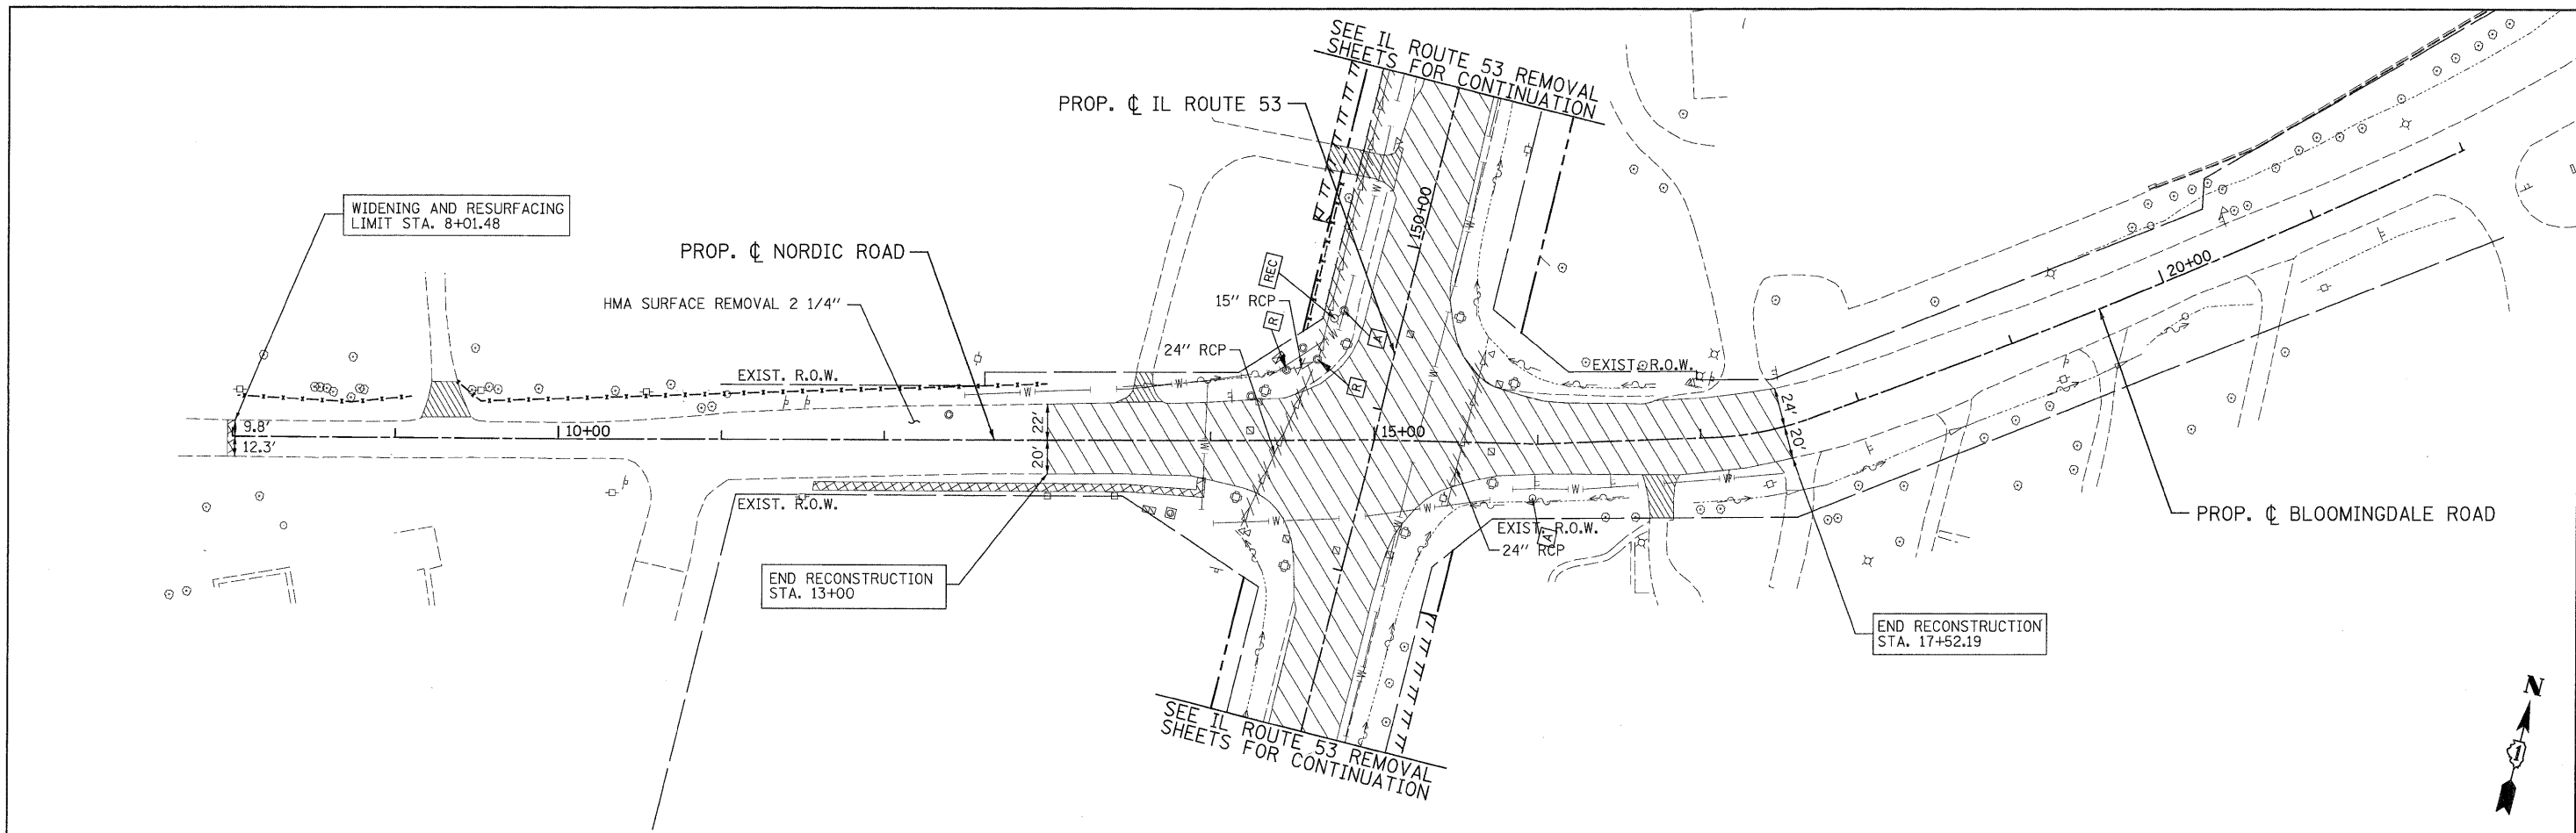 SEE IL ROUTE 53 REMOVAL
SHEETS FOR CONTINUATION
PROP. ℄ IL ROUTE 53
WIDENING AND RESURFACING
LIMIT STA. 8+01.48
150+00
PROP. ℄ NORDIC ROAD
REC
20+00
HMA SURFACE REMOVAL 2 1/4"
15" RCP
R
A
24" RCP
EXIST. R.O.W.
EXIST. R.O.W.
R
9.8'
12.3'
10+00
22'
20'
15+00
24'
20'
EXIST. R.O.W.
EXIST. R.O.W.
A
24" RCP
PROP. ℄ BLOOMINGDALE ROAD
END RECONSTRUCTION
STA. 13+00
END RECONSTRUCTION
STA. 17+52.19
SEE IL ROUTE 53 REMOVAL
SHEETS FOR CONTINUATION
N
1